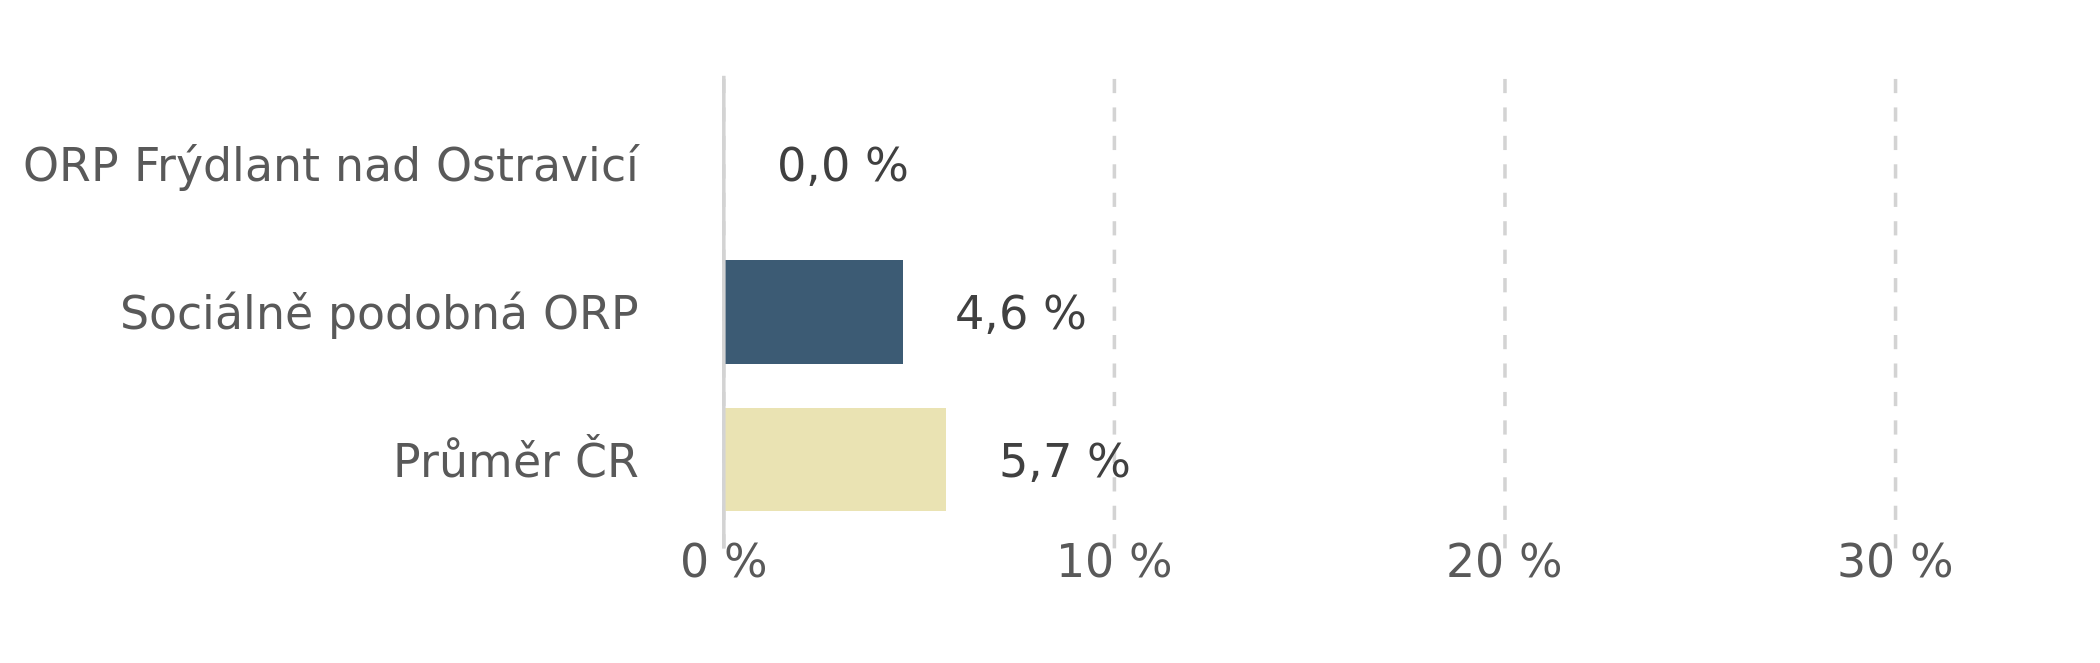 ORP Frýdlant nad Ostravicí 0,0 %
Sociálně podobná ORP 4,6 %
Průměr ČR 5,7 %
0 % 10 % 20 % 30 %